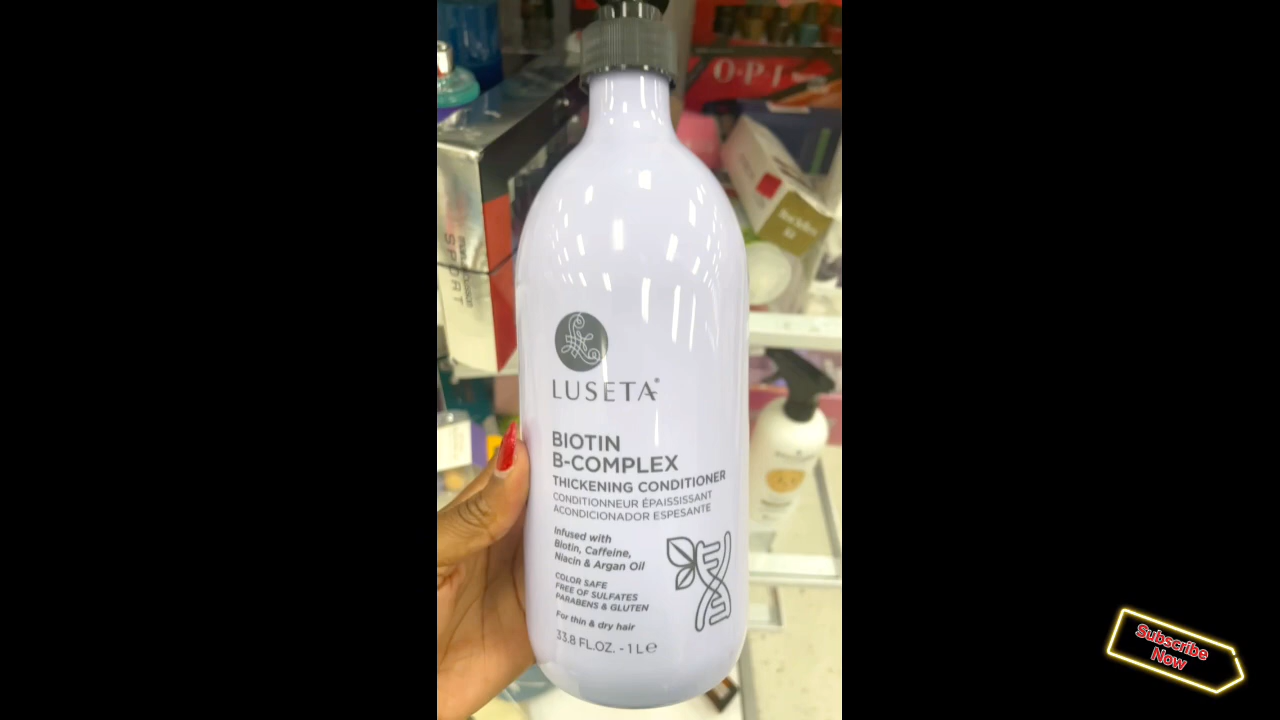 O·P·I
SPORT
LUSETA®
BIOTIN
B-COMPLEX
THICKENING CONDITIONER
CONDITIONNEUR ÉPAISSISSANT
ACONDICIONADOR ESPESANTE
Infused with
Biotin, Caffeine,
Niacin & Argan Oil
COLOR SAFE
FREE OF SULFATES
PARABENS & GLUTEN
For thin & dry hair
33.8 FL.OZ. - 1 L ℮
Subscribe
Now